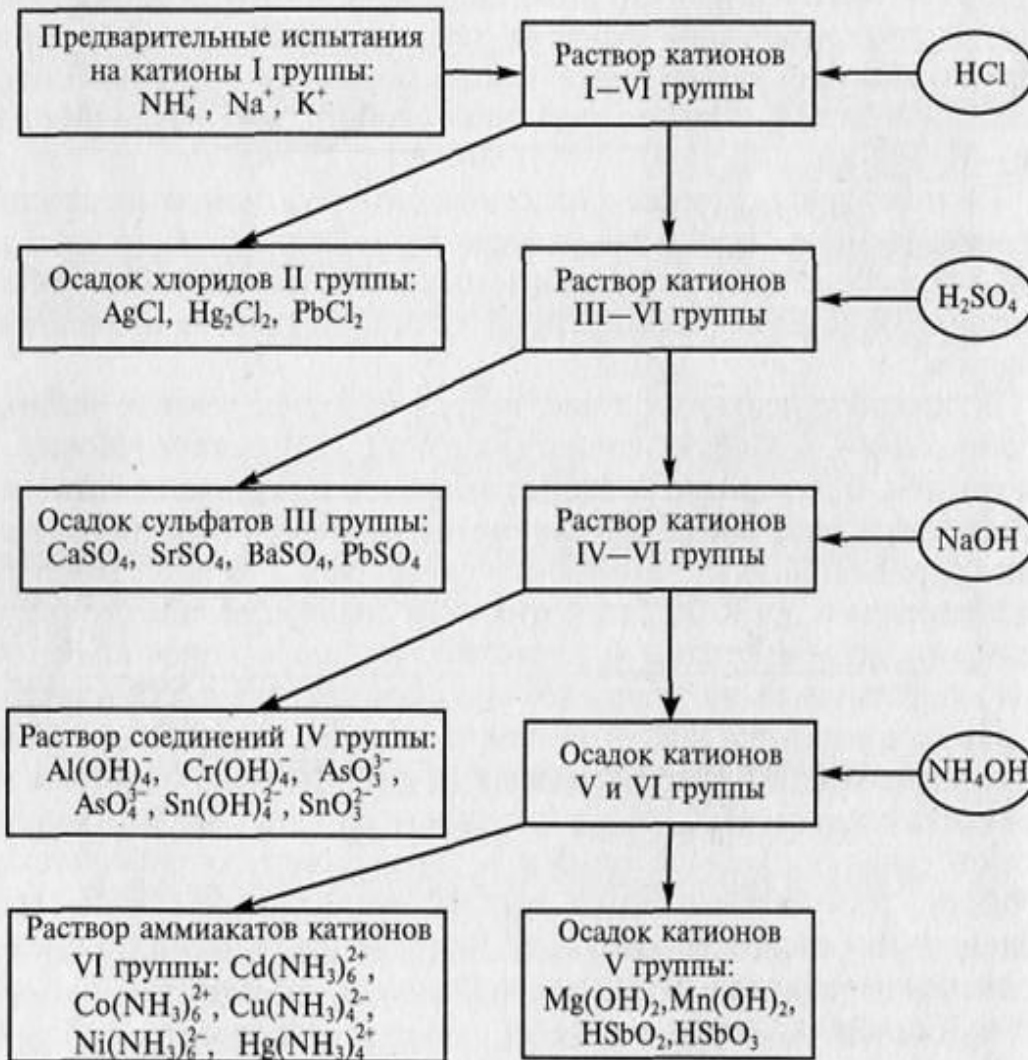 Предварительные испытания
на катионы I группы:
NH₄⁺, Na⁺, K⁺
Раствор катионов
I—VI группы
HCl
Осадок хлоридов II группы:
AgCl, Hg₂Cl₂, PbCl₂
Раствор катионов
III—VI группы
H₂SO₄
Осадок сульфатов III группы:
CaSO₄, SrSO₄, BaSO₄, PbSO₄
Раствор катионов
IV—VI группы
NaOH
Раствор соединений IV группы:
Al(OH)₄⁻, Cr(OH)₄⁻, AsO₃³⁻
AsO₄²⁻, Sn(OH)₄²⁻, SnO₃²⁻
Осадок катионов
V и VI группы
NH₄OH
Раствор аммиакатов катионов
VI группы: Cd(NH₃)₆²⁺,
Co(NH₃)₆²⁺, Cu(NH₃)₄²⁻
Ni(NH₃)₆²⁻, Hg(NH₃)₄²⁺
Осадок катионов
V группы:
Mg(OH)₂, Mn(OH)₂,
HSbO₂, HSbO₃